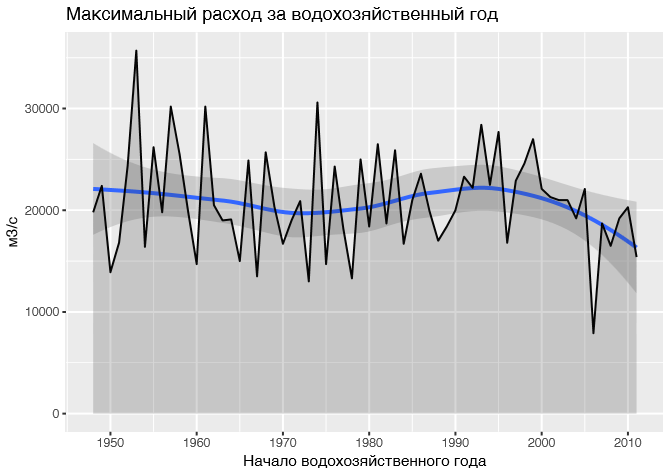 Максимальный расход за водохозяйственный год
30000
20000
10000
0
м3/с
1950 1960 1970 1980 1990 2000 2010
Начало водохозяйственного года